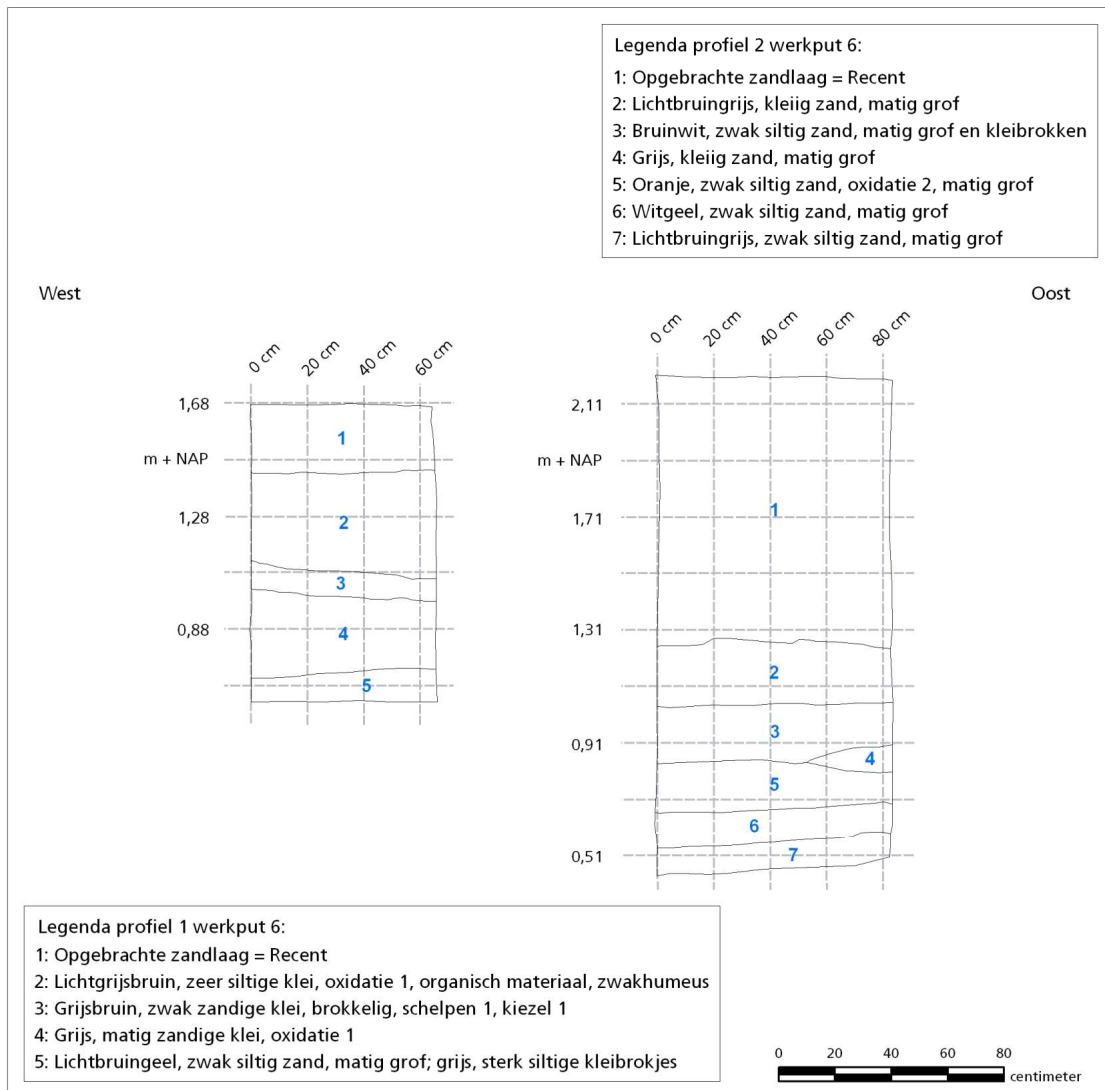 Legenda profiel 2 werkput 6:
1: Opgebrachte zandlaag = Recent
2: Lichtbruingrijs, kleiig zand, matig grof
3: Bruinwit, zwak siltig zand, matig grof en kleibrokken
4: Grijs, kleiig zand, matig grof
5: Oranje, zwak siltig zand, oxidatie 2, matig grof
6: Witgeel, zwak siltig zand, matig grof
7: Lichtbruingrijs, zwak siltig zand, matig grof
West
Oost
0 cm
20 cm
40 cm
60 cm
1,68
m + NAP
1,28
0,88
1
2
3
4
5
0 cm
20 cm
40 cm
60 cm
80 cm
2,11
m + NAP
1,71
1,31
0,91
0,51
1
2
3
4
5
6
7
Legenda profiel 1 werkput 6:
1: Opgebrachte zandlaag = Recent
2: Lichtgrijsbruin, zeer siltige klei, oxidatie 1, organisch materiaal, zwakhumeus
3: Grijsbruin, zwak zandige klei, brokkelig, schelpen 1, kiezel 1
4: Grijs, matig zandige klei, oxidatie 1
5: Lichtbruingeel, zwak siltig zand, matig grof; grijs, sterk siltige kleibrokjes
0 20 40 60 80
centimeter